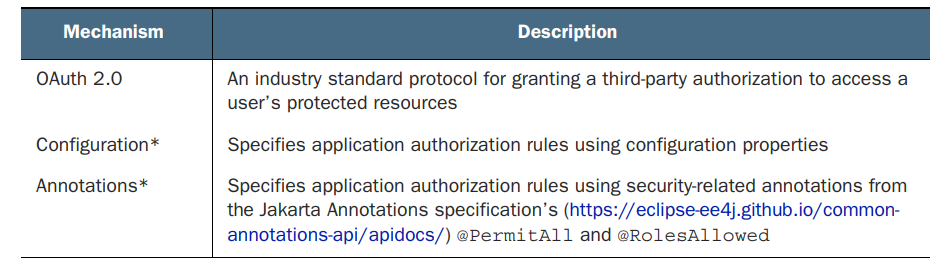 Mechanism Description
OAuth 2.0 An industry standard protocol for granting a third-party authorization to access a
user’s protected resources
Configuration* Specifies application authorization rules using configuration properties
Annotations* Specifies application authorization rules using security-related annotations from
the Jakarta Annotations specification’s (https://eclipse-ee4j.github.io/common-
annotations-api/apidocs/) @PermitAll and @RolesAllowed